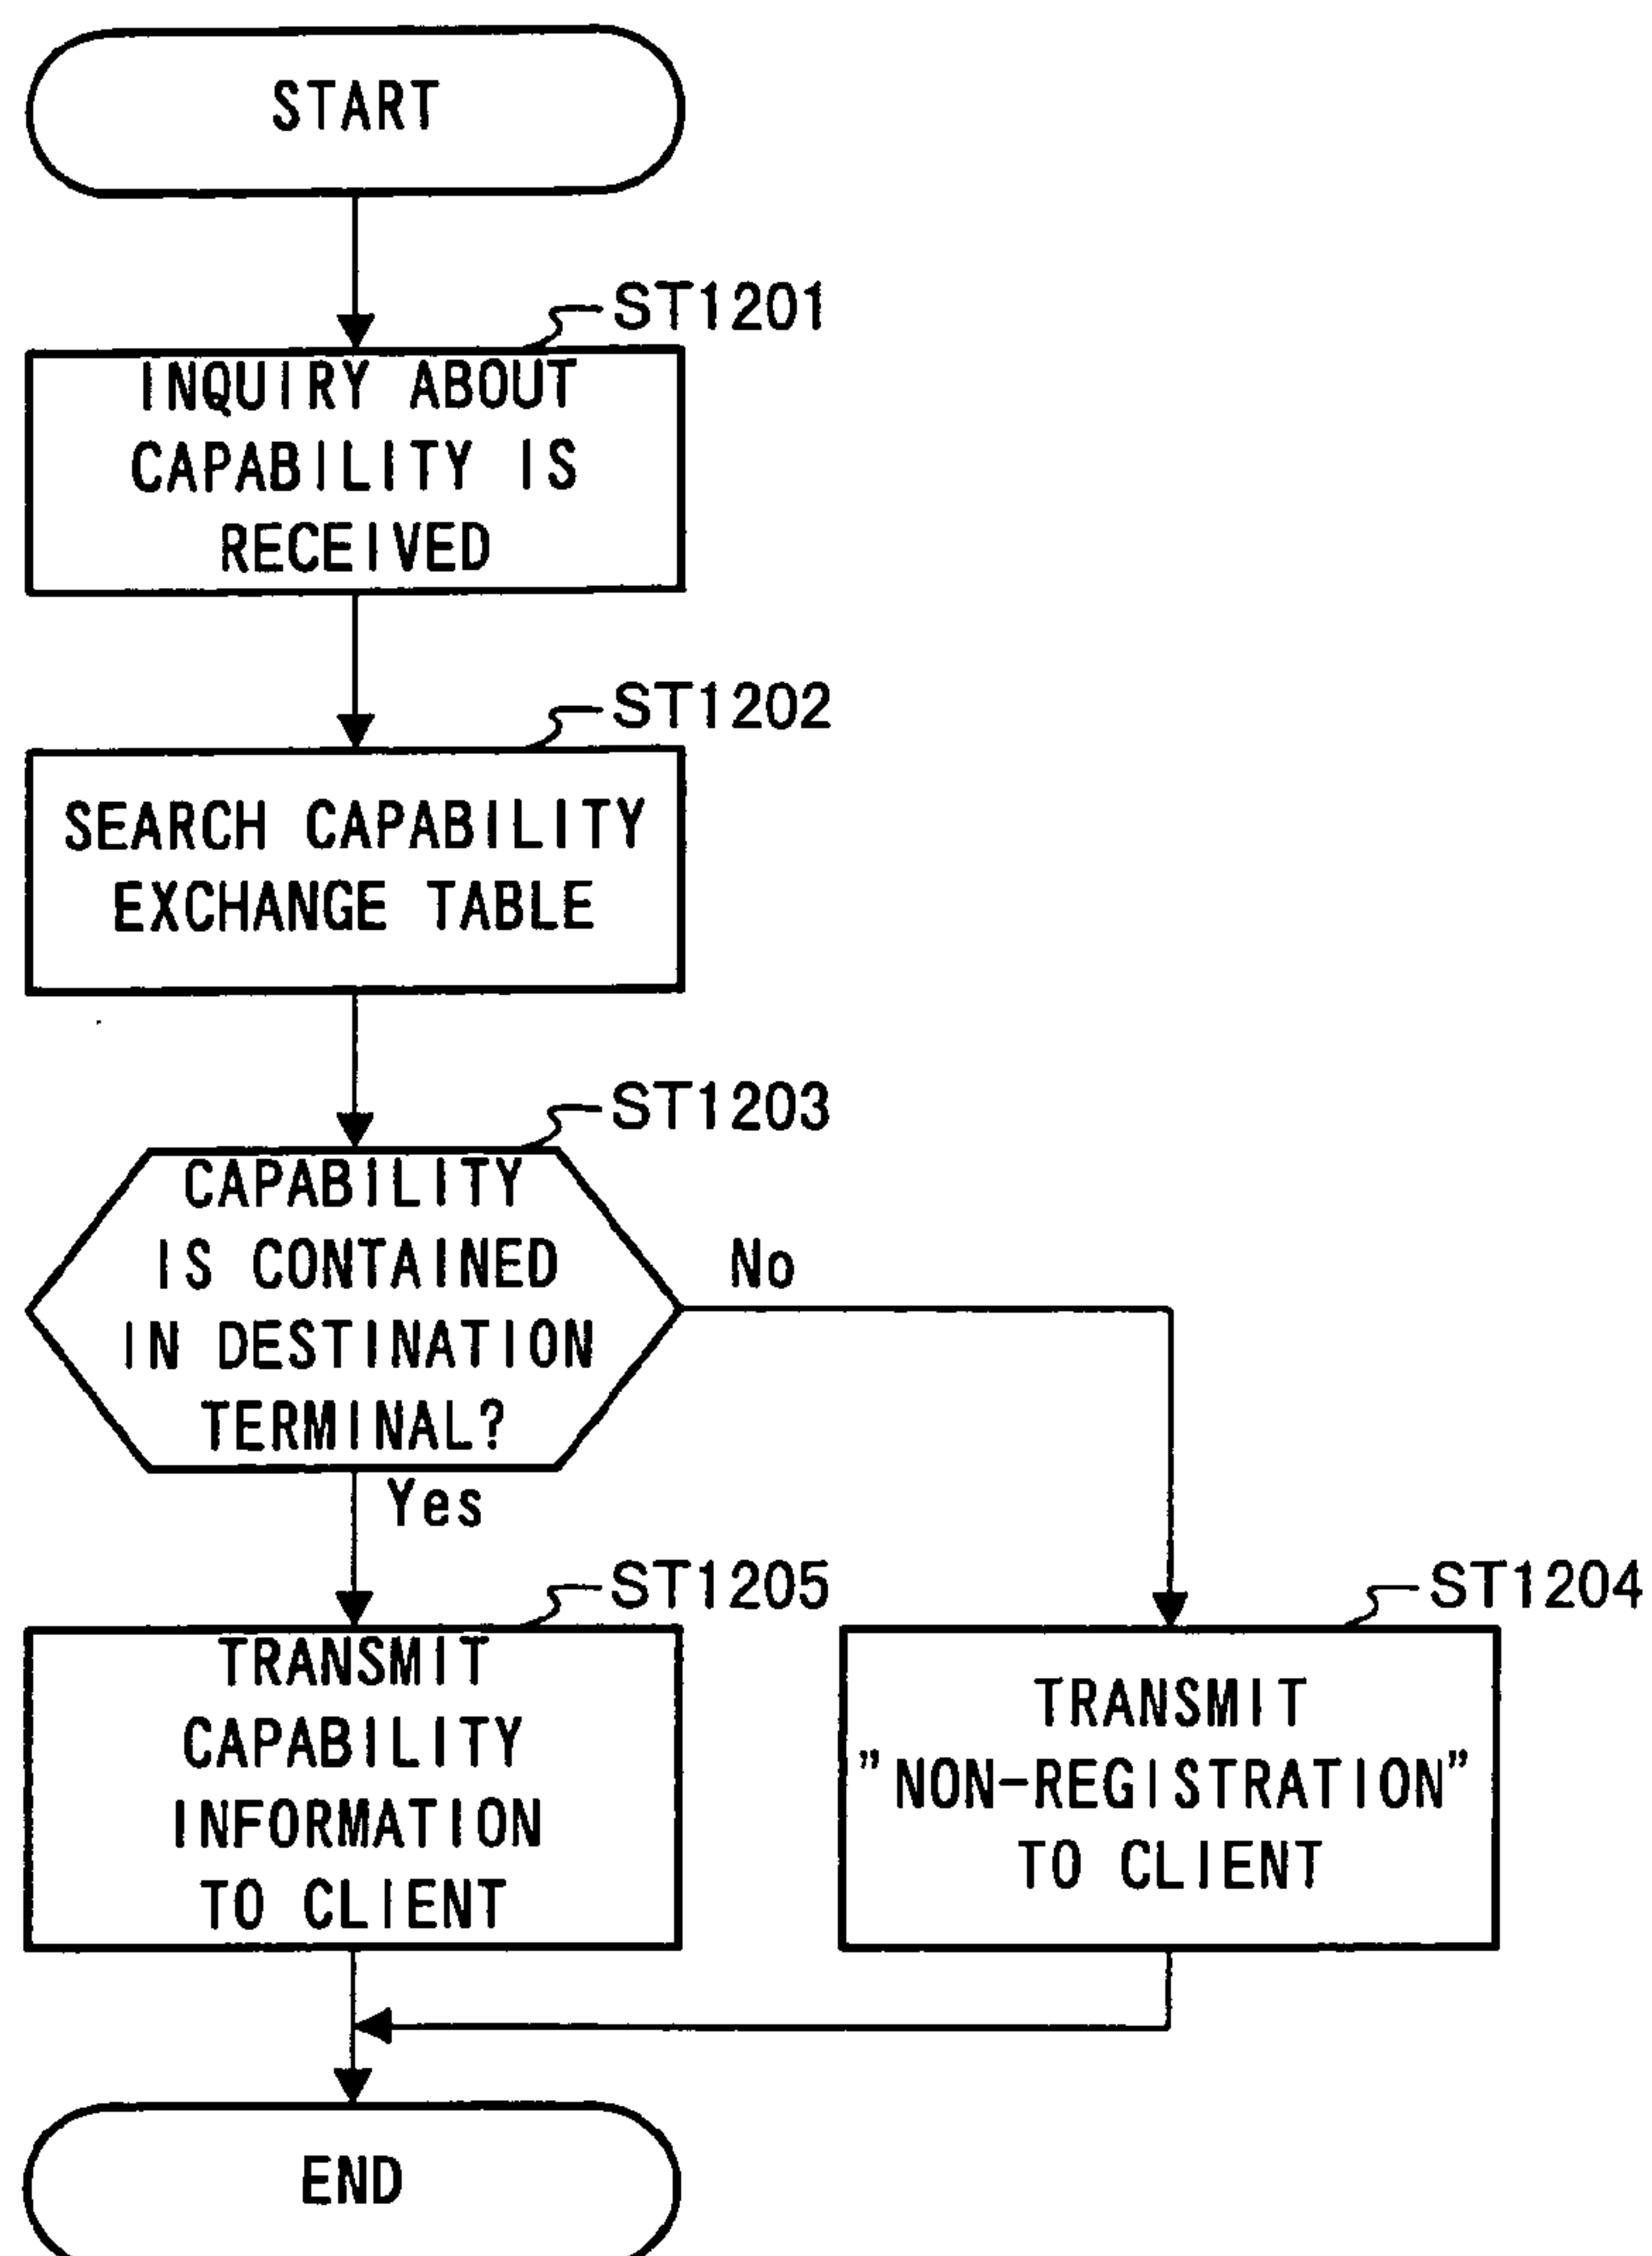 START
ST1201
INQUIRY ABOUT
CAPABILITY IS
RECEIVED
ST1202
SEARCH CAPABILITY
EXCHANGE TABLE
ST1203
CAPABILITY
IS CONTAINED
IN DESTINATION
TERMINAL?
No
Yes
ST1205
TRANSMIT
CAPABILITY
INFORMATION
TO CLIENT
ST1204
TRANSMIT
"NON-REGISTRATION"
TO CLIENT
END